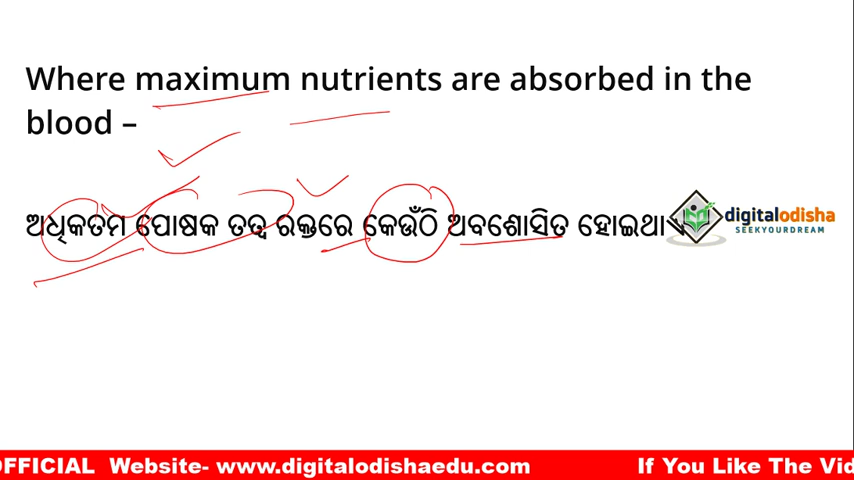 Where maximum nutrients are absorbed in the
blood –
ଅଧିକତମ ପୋଷକ ତତ୍ୱ ରକ୍ତରେ କେଉଁଠି ଅବଶୋସିତ ହୋଇଥାଏ
digitalodisha
SEEKYOURDREAM
OFFICIAL Website- www.digitalodishaedu.com If You Like The Vid